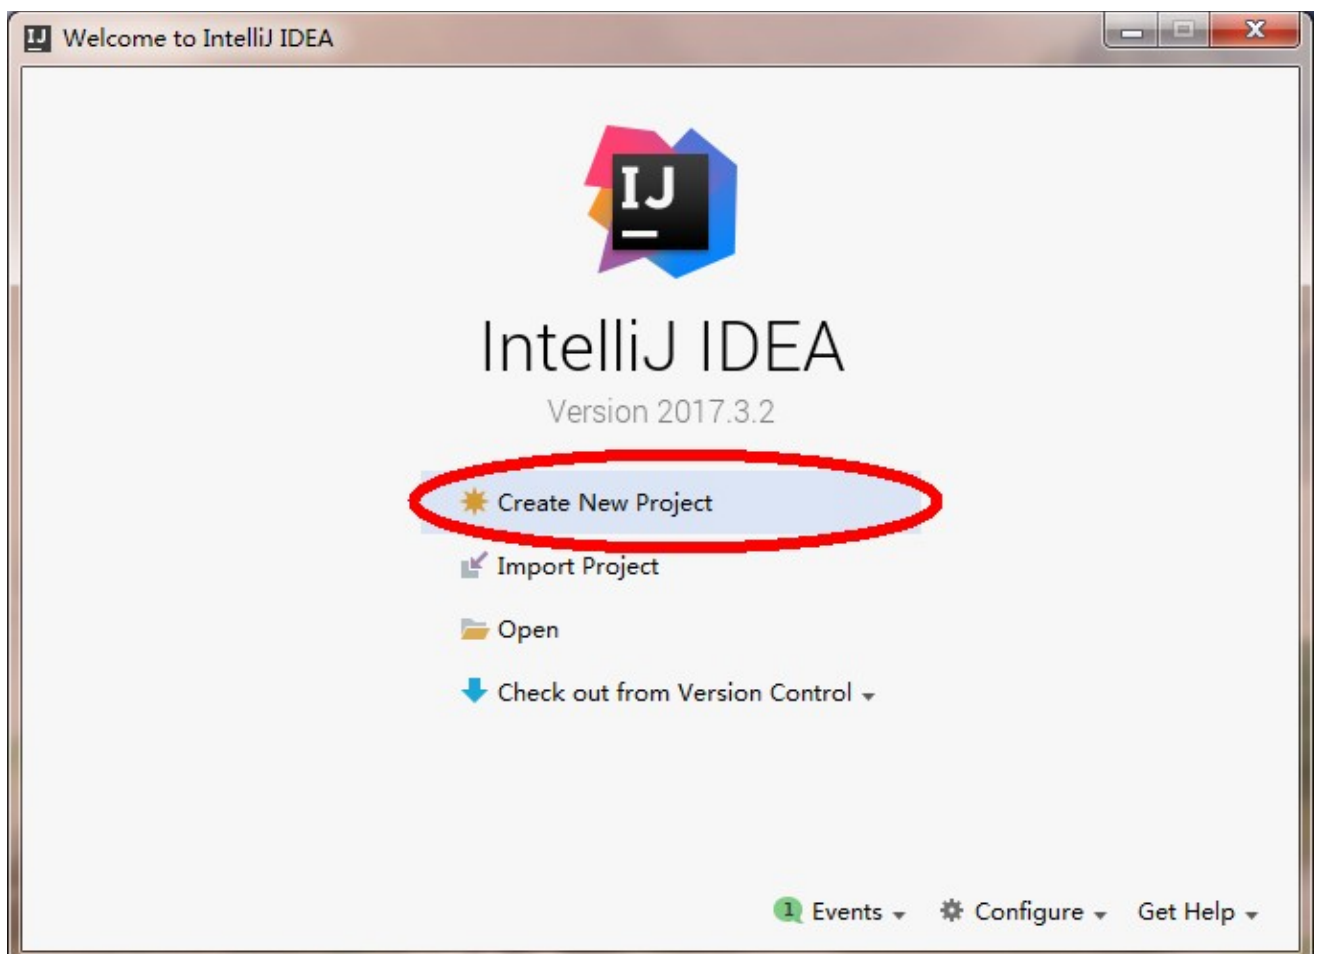 Welcome to IntelliJ IDEA
IJ
IntelliJ IDEA
Version 2017.3.2
Create New Project
Import Project
Open
Check out from Version Control
1 Events Configure Get Help